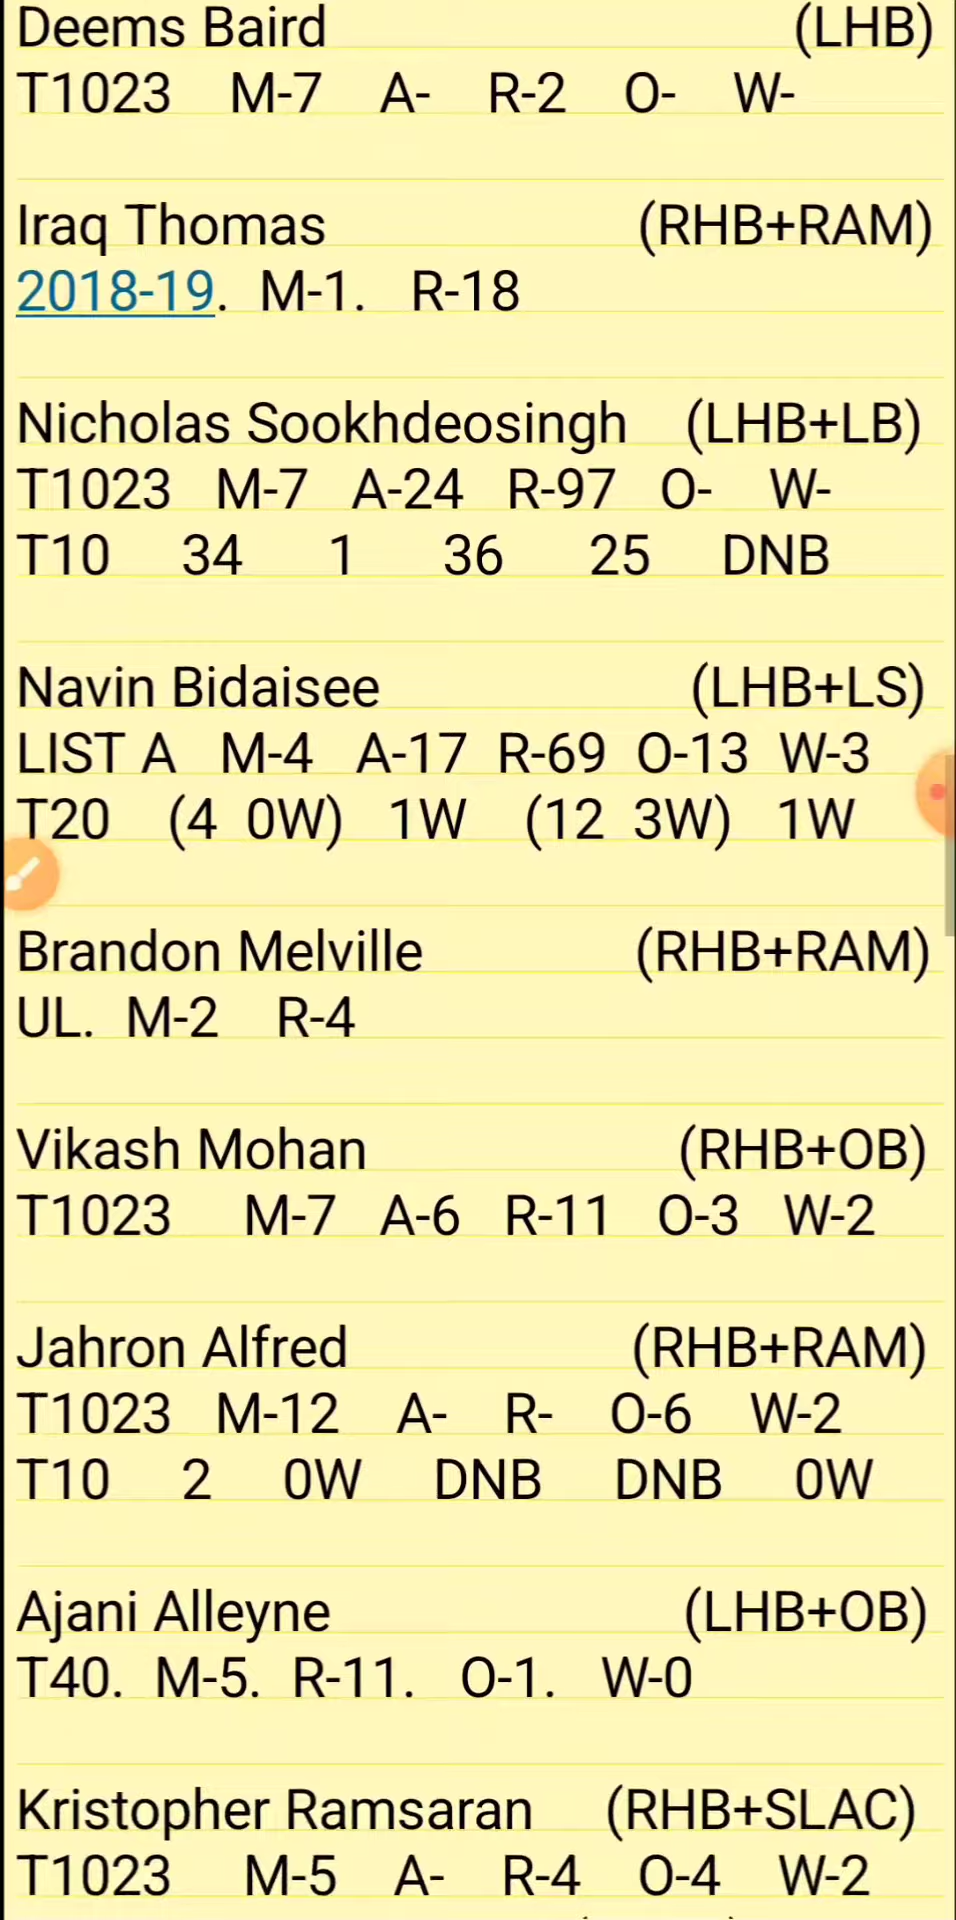 Deems Baird (LHB)
T1023 M-7 A- R-2 O- W-
Iraq Thomas (RHB+RAM)
2018-19. M-1. R-18
Nicholas Sookhdeosingh (LHB+LB)
T1023 M-7 A-24 R-97 O- W-
T10 34 1 36 25 DNB
Navin Bidaisee (LHB+LS)
LIST A M-4 A-17 R-69 O-13 W-3
T20 (4 0W) 1W (12 3W) 1W
Brandon Melville (RHB+RAM)
UL. M-2 R-4
Vikash Mohan (RHB+OB)
T1023 M-7 A-6 R-11 O-3 W-2
Jahron Alfred (RHB+RAM)
T1023 M-12 A- R- O-6 W-2
T10 2 0W DNB DNB 0W
Ajani Alleyne (LHB+OB)
T40. M-5. R-11. O-1. W-0
Kristopher Ramsaran (RHB+SLAC)
T1023 M-5 A- R-4 O-4 W-2